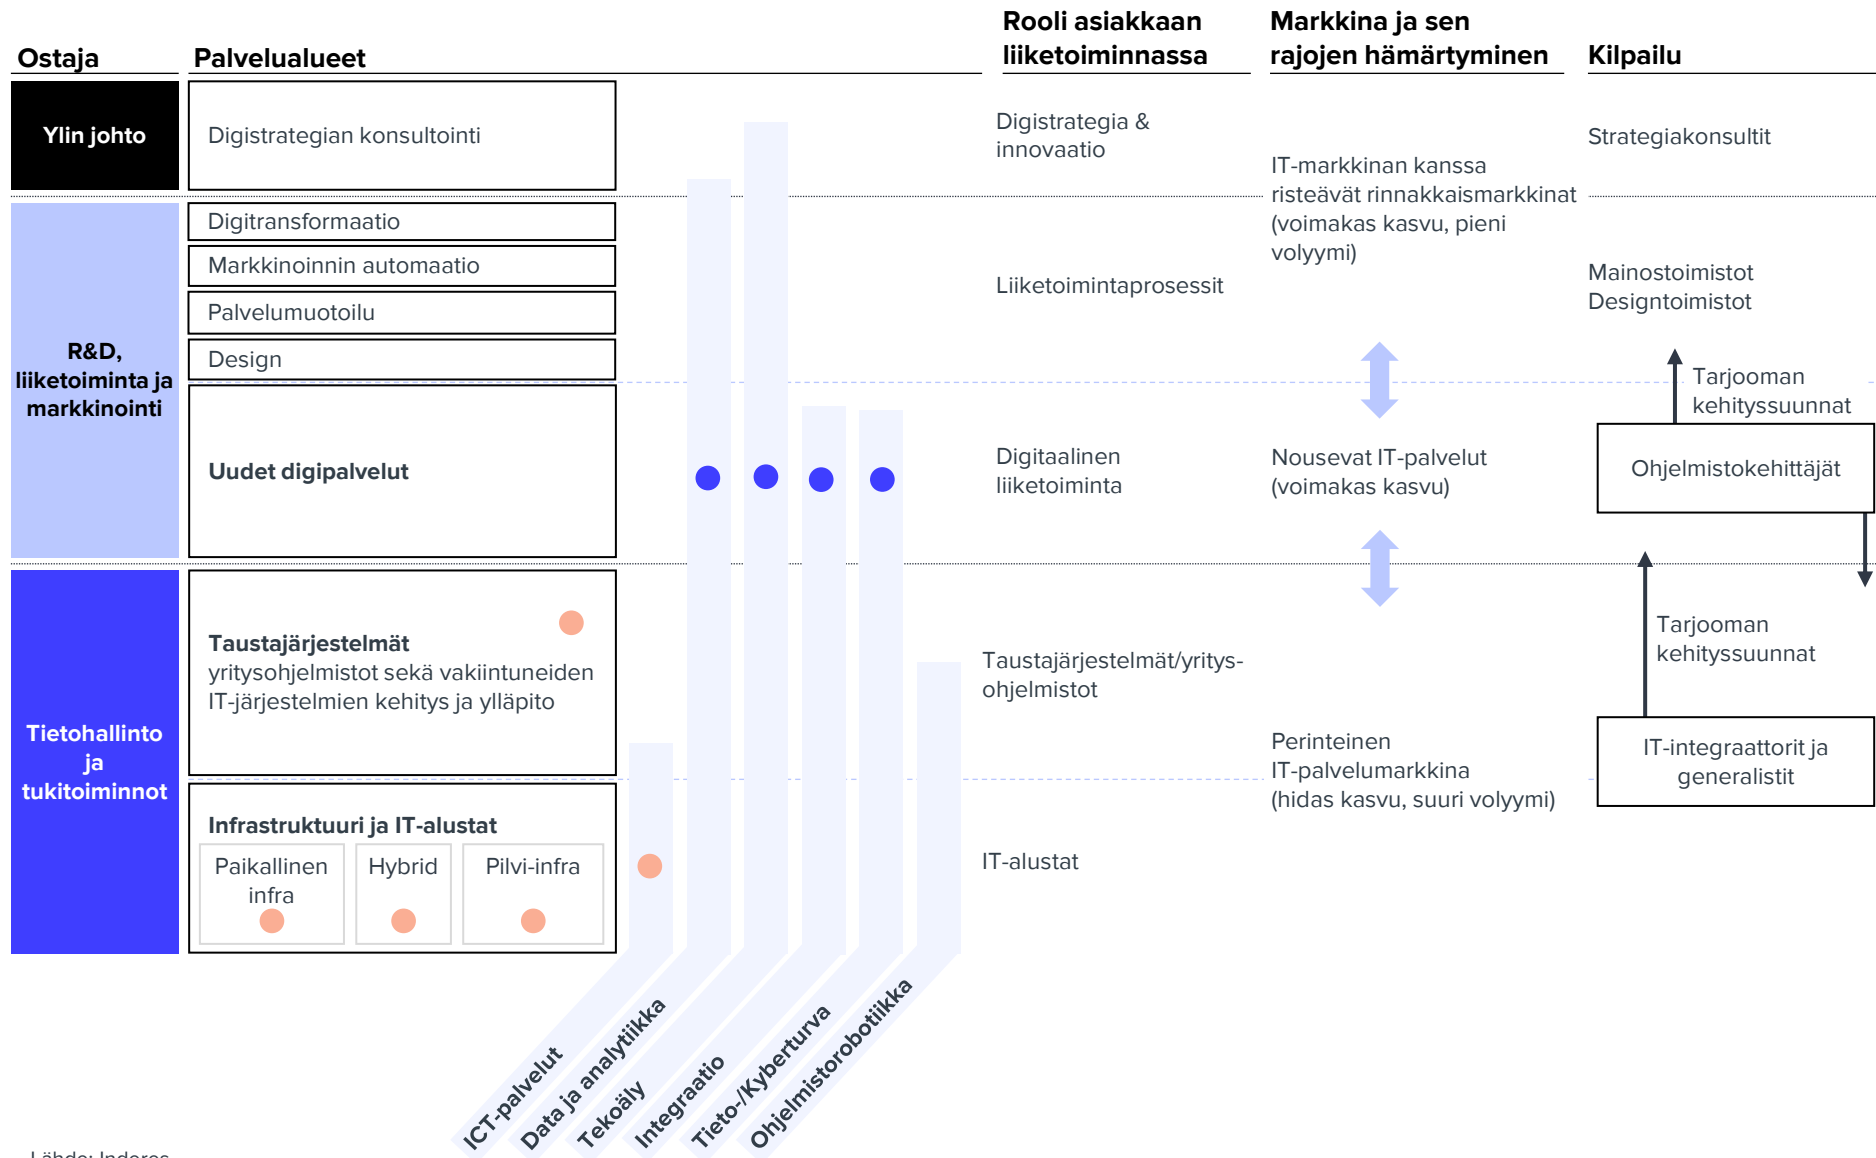 Ostaja
Palvelualueet
Rooli asiakkaan
liiketoiminnassa
Markkina ja sen
rajojen hämärtyminen
Kilpailu
Ylin johto
Digistrategian konsultointi
Digistrategia &
innovaatio
IT-markkinan kanssa
risteävät rinnakkaismarkkinat
(voimakas kasvu, pieni
volyymi)
Strategiakonsultit
R&D,
liiketoiminta ja
markkinointi
Digitransformaatio
Markkinoinnin automaatio
Palvelumuotoilu
Design
Liiketoimintaprosessit
Mainostoimistot
Designtoimistot
Tarjooman
kehityssuunnat
Uudet digipalvelut
Digitaalinen
liiketoiminta
Nousevat IT-palvelut
(voimakas kasvu)
Ohjelmistokehittäjät
Tietohallinto
ja
tukitoiminnot
Taustajärjestelmät
yritysohjelmistot sekä vakiintuneiden
IT-järjestelmien kehitys ja ylläpito
Taustajärjestelmät/yritys-
ohjelmistot
Tarjooman
kehityssuunnat
Perinteinen
IT-palvelumarkkina
(hidas kasvu, suuri volyymi)
IT-integraattorit ja
generalistit
Infrastruktuuri ja IT-alustat
Paikallinen
infra
Hybrid
Pilvi-infra
IT-alustat
ICT-palvelut
Data ja analytiikka
Tekoäly
Integraatio
Tieto-/Kyberturva
Ohjelmistorobotiikka
Lähde: Inderes